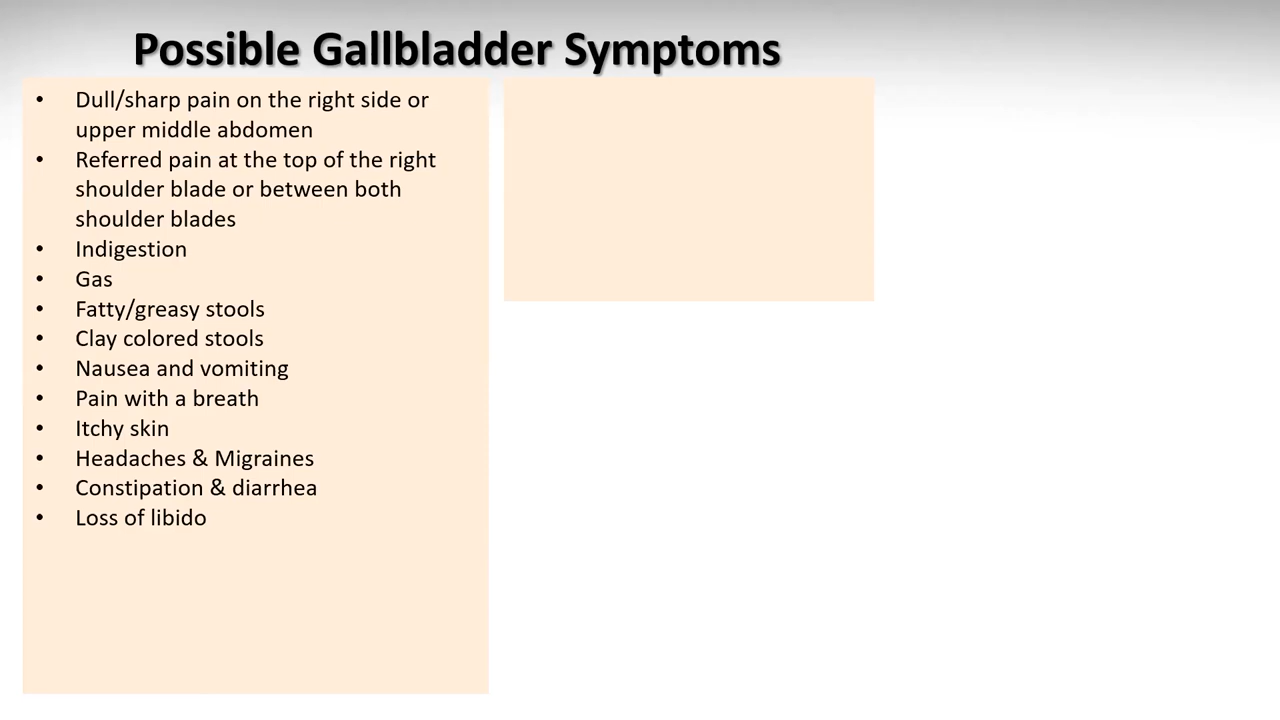 Possible Gallbladder Symptoms
• Dull/sharp pain on the right side or
upper middle abdomen
• Referred pain at the top of the right
shoulder blade or between both
shoulder blades
• Indigestion
• Gas
• Fatty/greasy stools
• Clay colored stools
• Nausea and vomiting
• Pain with a breath
• Itchy skin
• Headaches & Migraines
• Constipation & diarrhea
• Loss of libido